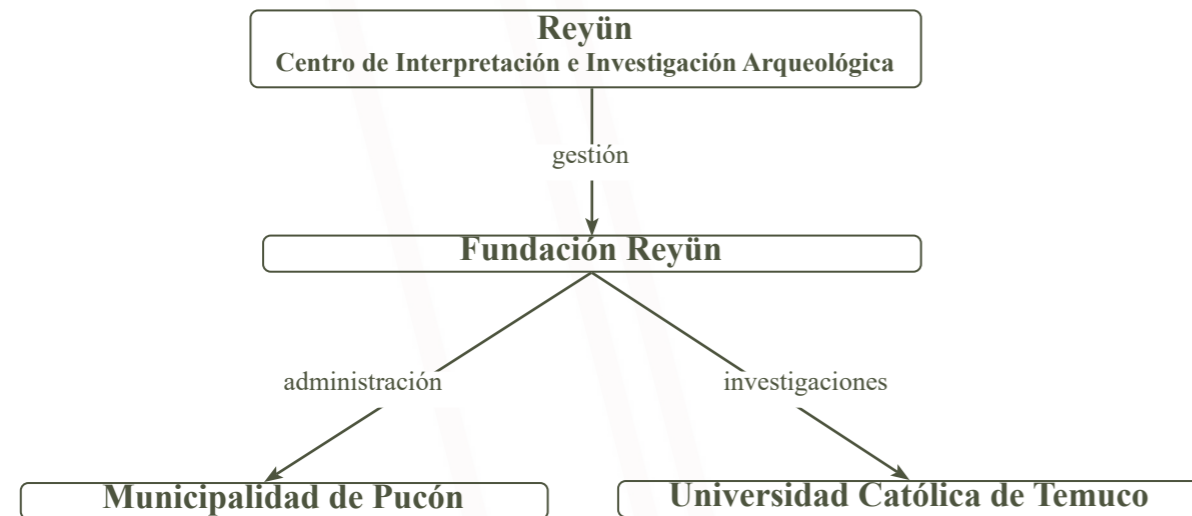 Reyün
Centro de Interpretación e Investigación Arqueológica
gestión
Fundación Reyün
administración
investigaciones
Municipalidad de Pucón
Universidad Católica de Temuco